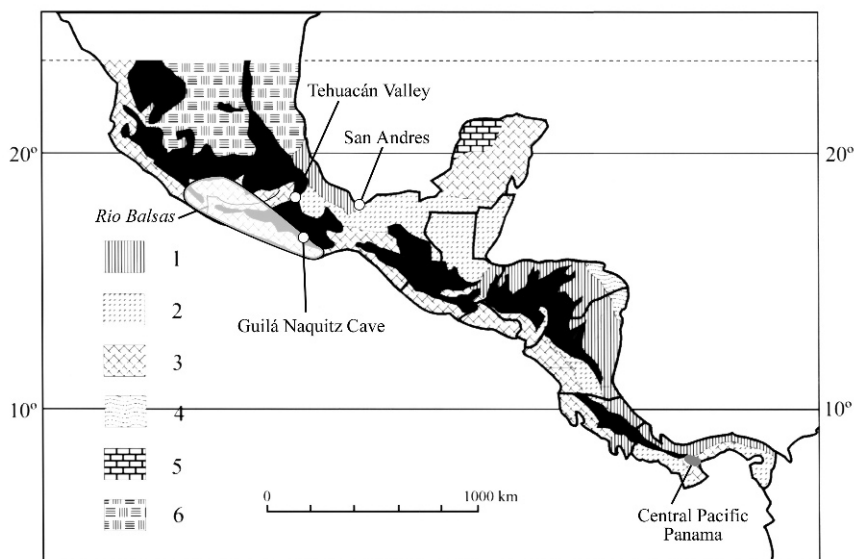 Tehuacán Valley
San Andres
20º
20º
Rio Balsas
1
Guilá Naquitz Cave
2
3
10º
10º
4
5
6
0
1000 km
Central Pacific
Panama